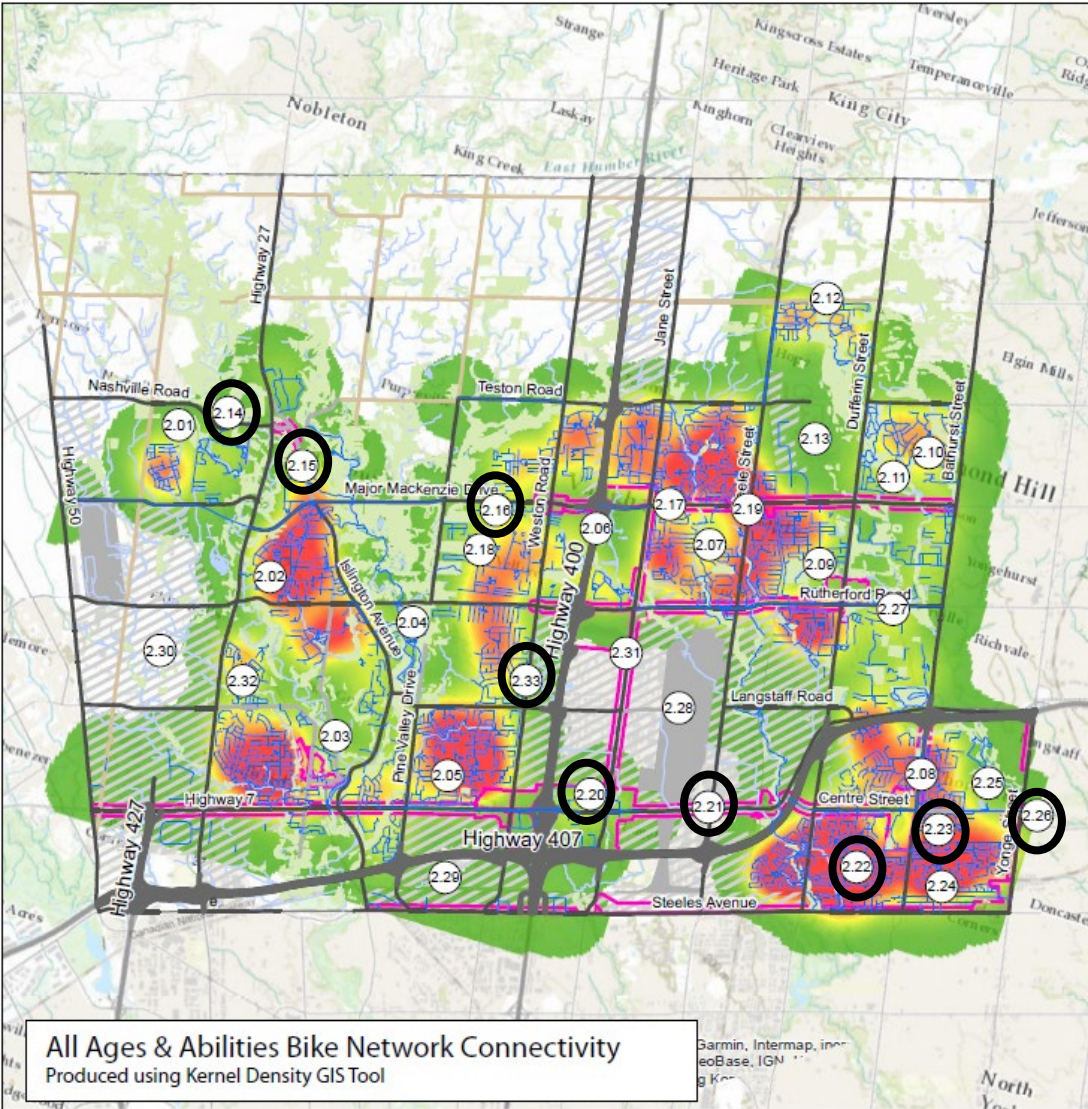 Strange
Eversley
Kingscross Estates
Temperanceville
Heritage Park
King City
Nobleton
Laskay
Kinghorn
Clearview
Heights
King Creek
East Humber River
Jefferson
Highway 27
Jane Street
2.12
Dufferin Street
Elgin Mills
Nashville Road
Teston Road
Bathurst Street
2.14
2.01
2.13
2.10
2.15
2.11
Highway 50
Major Mackenzie Drive
Weston Road
2.16
2.17
2.19
2.06
2.18
2.07
2.09
2.02
Islington Avenue
Highway 400
Rutherford Road
2.27
2.04
Richvale
2.30
2.31
2.32
2.33
Langstaff Road
2.28
2.03
Pine Valley Drive
2.05
2.08
2.25
2.20
2.21
Highway 7
Centre Street
2.26
Highway 427
Highway 407
2.23
Yonge Street
2.22
2.29
2.24
Steeles Avenue
Acres
All Ages & Abilities Bike Network Connectivity
Produced using Kernel Density GIS Tool
Garmin, Intermap,
North